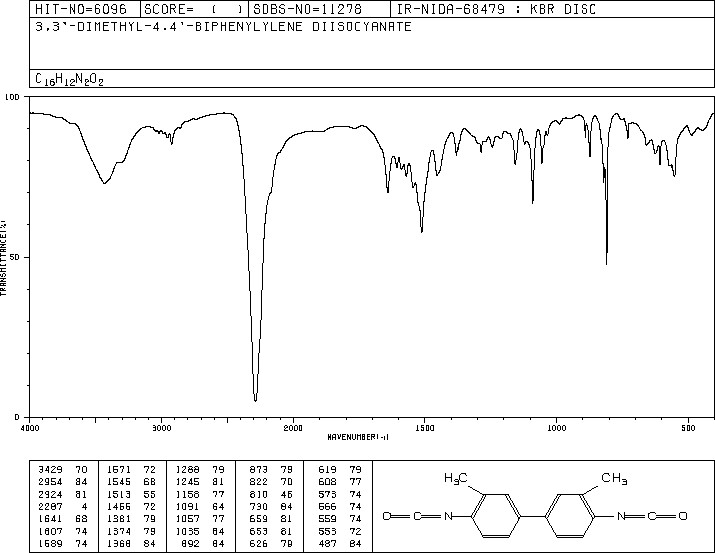 HIT-NO=6096 SCORE= ( ) SDBS-NO=11278 IR-NIDA-68479 : KBR DISC
3,3'-DIMETHYL-4,4'-BIPHENYLYLENE DIISOCYANATE
C16H12N2O2
100
50
0
TRANSMITTANCE(%)
4000 3000 2000 1500 1000 500
WAVENUMBER(-1)
3429 70 1571 72 1288 79 873 79 619 79
2954 84 1545 68 1245 81 822 70 608 77
2924 81 1513 55 1158 77 810 46 573 74
2287 4 1455 72 1091 64 730 84 566 74
1641 68 1381 79 1057 77 659 81 559 74
1607 74 1374 79 1035 84 653 81 553 72
1589 74 1368 84 892 84 626 79 487 84
H3C CH3
O=C=N N=C=O